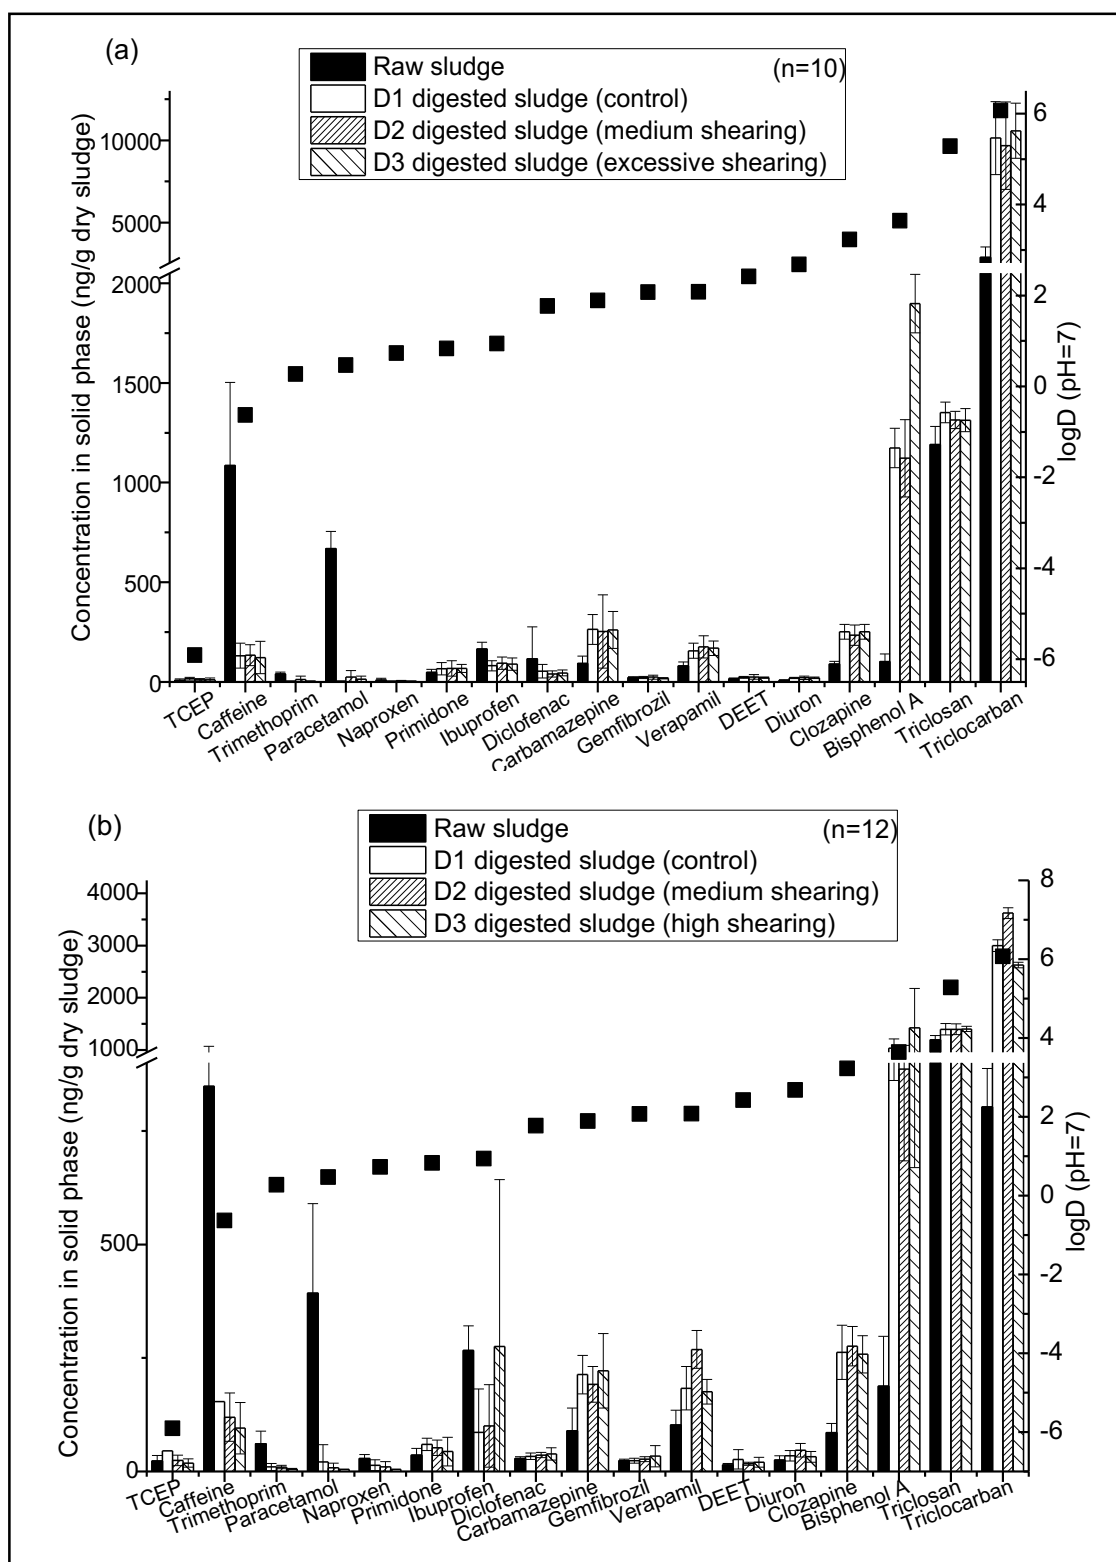 (a)
Raw sludge (n=10)
D1 digested sludge (control)
D2 digested sludge (medium shearing)
D3 digested sludge (excessive shearing)
Concentration in solid phase (ng/g dry sludge)
10000
5000
2000
1500
1000
500
0
6
4
2
0
-2
-4
-6
logD (pH=7)
TCEP
Caffeine
Trimethoprim
Paracetamol
Naproxen
Primidone
Ibuprofen
Diclofenac
Carbamazepine
Gemfibrozil
Verapamil
DEET
Diuron
Clozapine
Bisphenol A
Triclosan
Triclocarban
(b)
Raw sludge (n=12)
D1 digested sludge (control)
D2 digested sludge (medium shearing)
D3 digested sludge (high shearing)
Concentration in solid phase (ng/g dry sludge)
4000
3000
2000
1000
500
0
8
6
4
2
0
-2
-4
-6
logD (pH=7)
TCEP
Caffeine
Trimethoprim
Paracetamol
Naproxen
Primidone
Ibuprofen
Diclofenac
Carbamazepine
Gemfibrozil
Verapamil
DEET
Diuron
Clozapine
Bisphenol A
Triclosan
Triclocarban